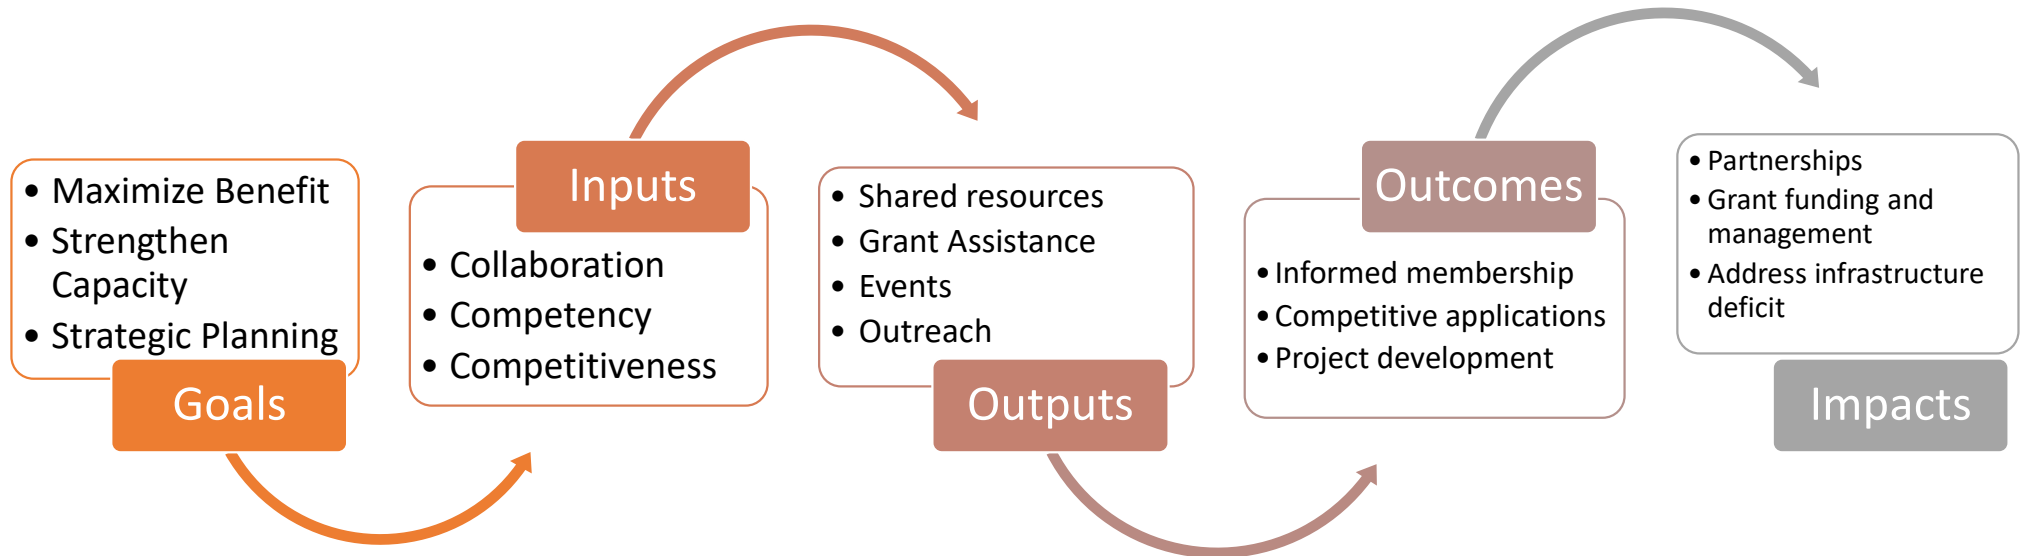 • Maximize Benefit
• Strengthen
Capacity
• Strategic Planning
Goals
Inputs
• Collaboration
• Competency
• Competitiveness
• Shared resources
• Grant Assistance
• Events
• Outreach
Outputs
Outcomes
• Informed membership
• Competitive applications
• Project development
• Partnerships
• Grant funding and
management
• Address infrastructure
deficit
Impacts